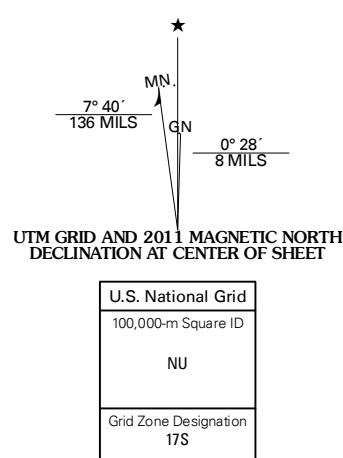 ★
M.N.
7° 40´
136 MILS
GN
0° 28´
8 MILS
UTM GRID AND 2011 MAGNETIC NORTH
DECLINATION AT CENTER OF SHEET
U.S. National Grid
100,000-m Square ID
NU
Grid Zone Designation
17S